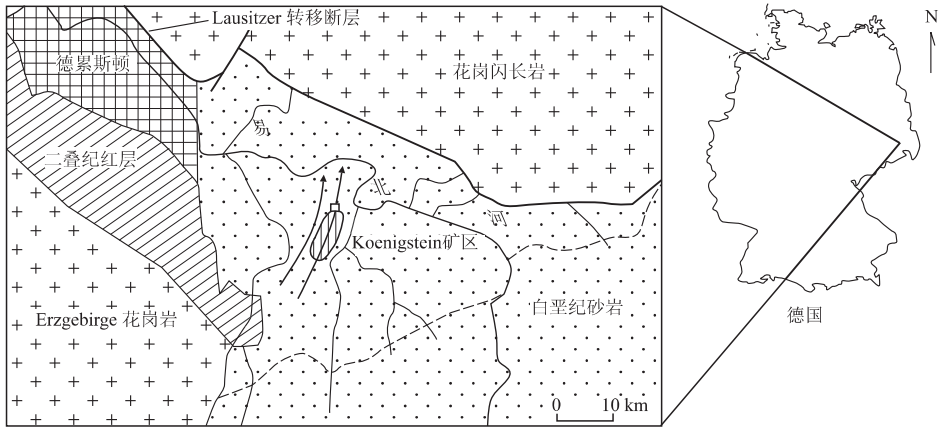 Lausitzer 转移断层
N
德累斯顿
花岗闪长岩
易
二叠纪红层
北
河
Koenigstein矿区
白垩纪砂岩
Erzgebirge 花岗岩
德国
0 10 km